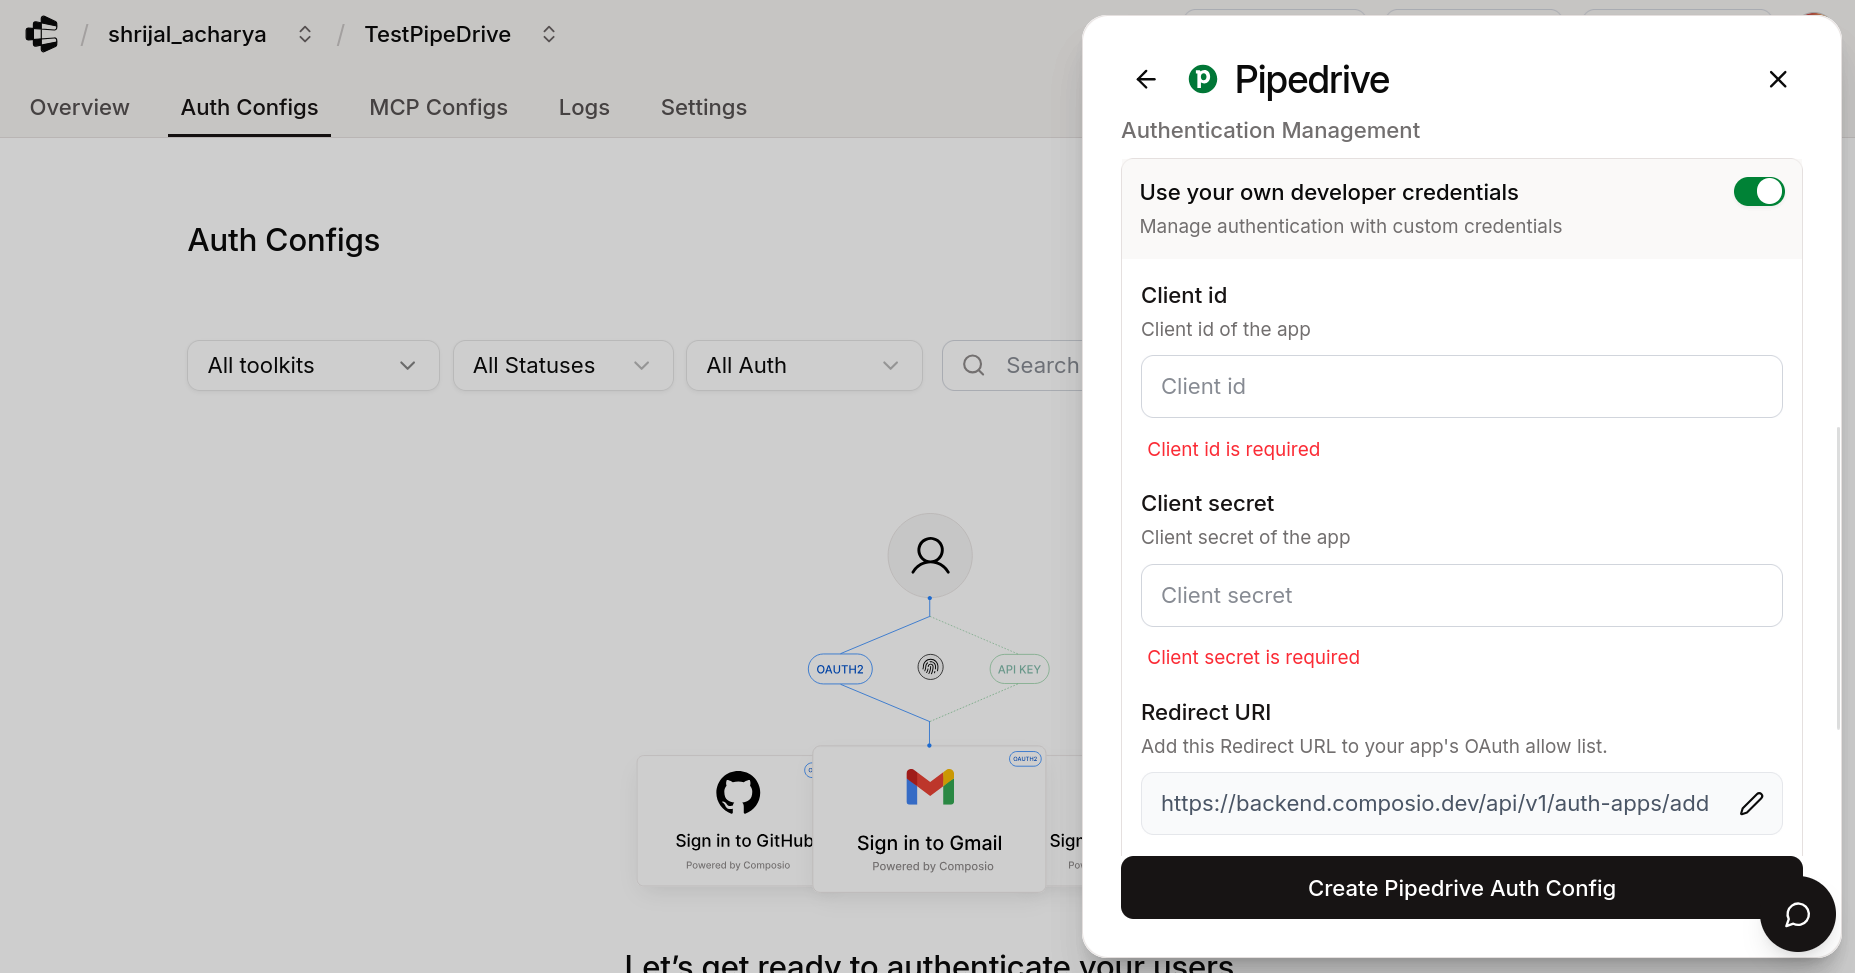 / shrijal_acharya / TestPipeDrive
Overview Auth Configs MCP Configs Logs Settings
Auth Configs
All toolkits All Statuses All Auth Search
OAUTH2 API KEY
OAUTH2
Sign in to GitHub
Powered by Composio
Sign in to Gmail
Powered by Composio
Let's get ready to authenticate your users
Pipedrive
Authentication Management
Use your own developer credentials
Manage authentication with custom credentials
Client id
Client id of the app
Client id
Client id is required
Client secret
Client secret of the app
Client secret
Client secret is required
Redirect URI
Add this Redirect URL to your app's OAuth allow list.
https://backend.composio.dev/api/v1/auth-apps/add
Create Pipedrive Auth Config